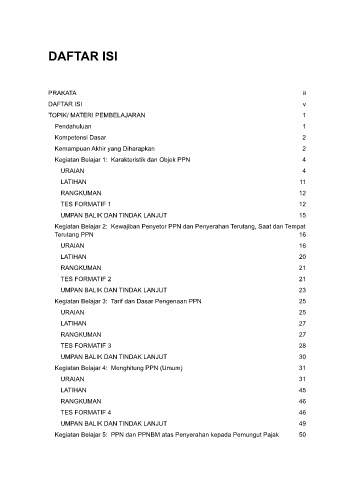 DAFTAR ISI
PRAKATA iii
DAFTAR ISI v
TOPIK/ MATERI PEMBELAJARAN 1
Pendahuluan 1
Kompetensi Dasar 2
Kemampuan Akhir yang Diharapkan 2
Kegiatan Belajar 1: Karakteristik dan Objek PPN 4
URAIAN 4
LATIHAN 11
RANGKUMAN 12
TES FORMATIF 1 12
UMPAN BALIK DAN TINDAK LANJUT 15
Kegiatan Belajar 2: Kewajiban Penyetor PPN dan Penyerahan Terutang, Saat dan Tempat
Terutang PPN 16
URAIAN 16
LATIHAN 20
RANGKUMAN 21
TES FORMATIF 2 21
UMPAN BALIK DAN TINDAK LANJUT 23
Kegiatan Belajar 3: Tarif dan Dasar Pengenaan PPN 25
URAIAN 25
LATIHAN 27
RANGKUMAN 27
TES FORMATIF 3 28
UMPAN BALIK DAN TINDAK LANJUT 30
Kegiatan Belajar 4: Menghitung PPN (Umum) 31
URAIAN 31
LATIHAN 45
RANGKUMAN 46
TES FORMATIF 4 46
UMPAN BALIK DAN TINDAK LANJUT 49
Kegiatan Belajar 5: PPN dan PPNBM atas Penyerahan kepada Pemungut Pajak 50